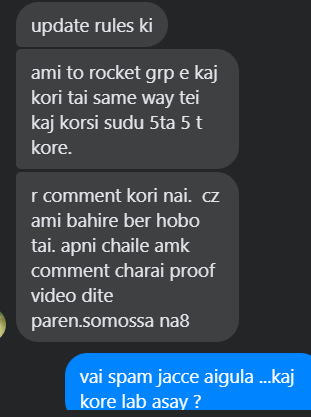 update rules ki
ami to rocket grp e kaj
kori tai same way tei
kaj korsi sudu 5ta 5 t
kore.
r comment kori nai.  cz
ami bahire ber hobo
tai. apni chaile amk
comment charai proof
video dite
paren.somossa na8
vai spam jacce aigula ...kaj
kore lab asay ?